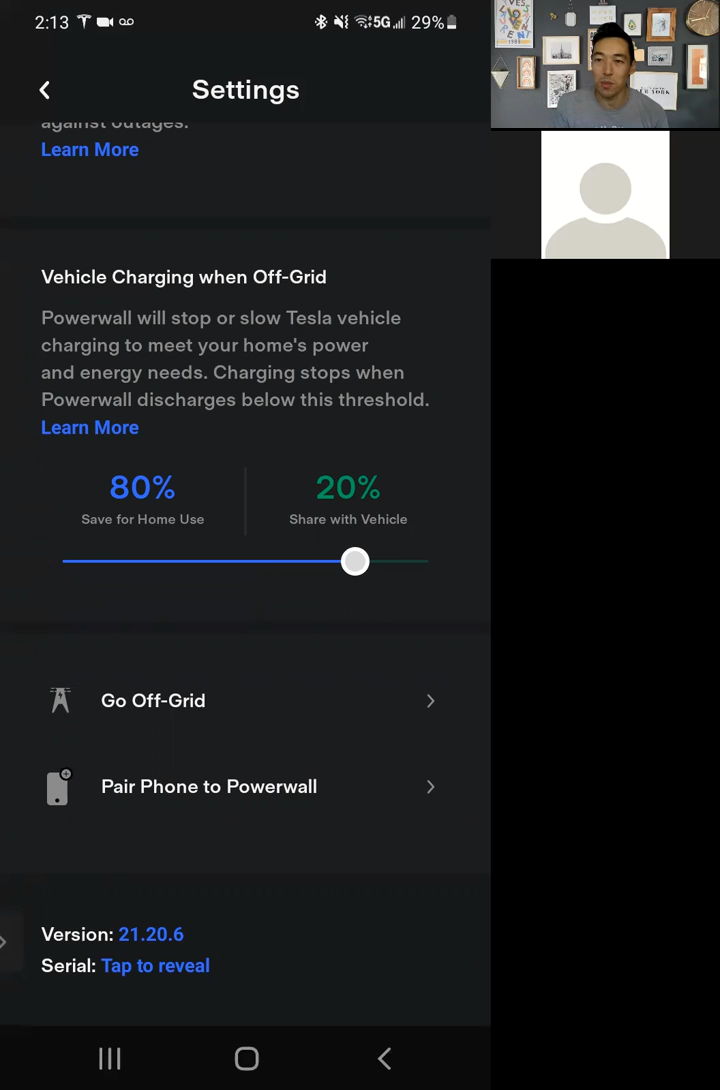 2:13
5G
29%
Settings
against outages.
Learn More
Vehicle Charging when Off-Grid
Powerwall will stop or slow Tesla vehicle
charging to meet your home's power
and energy needs. Charging stops when
Powerwall discharges below this threshold.
Learn More
80%
Save for Home Use
20%
Share with Vehicle
Go Off-Grid
Pair Phone to Powerwall
Version: 21.20.6
Serial: Tap to reveal